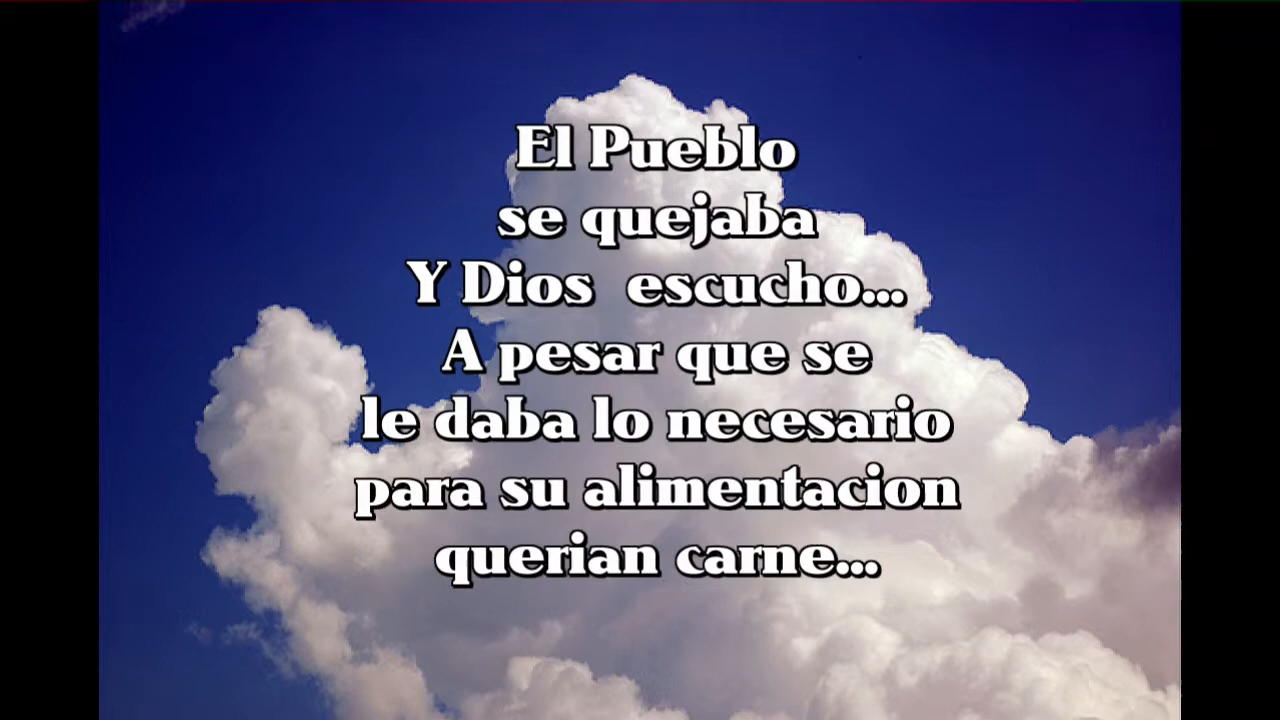 El Pueblo
se quejaba
Y Dios escucho...
A pesar que se
le daba lo necesario
para su alimentacion
querian carne...